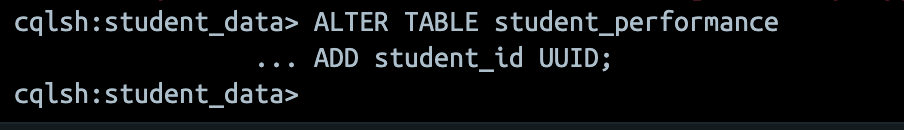 cqlsh:student_data> ALTER TABLE student_performance
... ADD student_id UUID;
cqlsh:student_data>